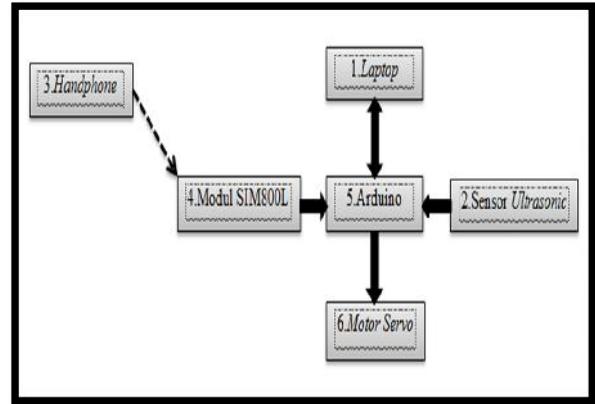 1.Laptop
3.Handphone
4.Modul SIM800L
5.Arduino
2.Sensor Ultrasonic
6.Motor Servo